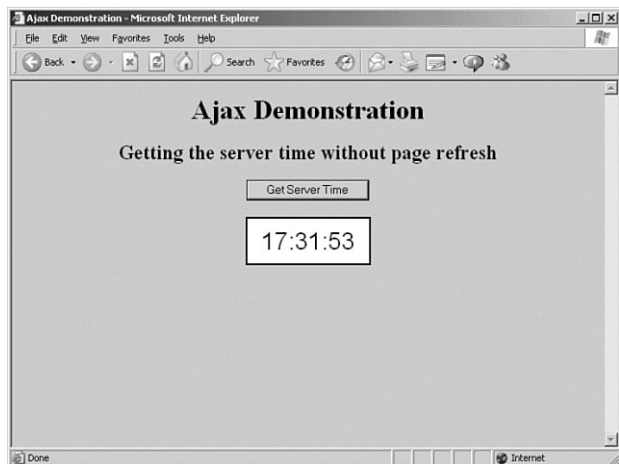 Ajax Demonstration - Microsoft Internet Explorer
File Edit View Favorites Tools Help
Back Search Favorites
Ajax Demonstration
Getting the server time without page refresh
Get Server Time
17:31:53
Done Internet